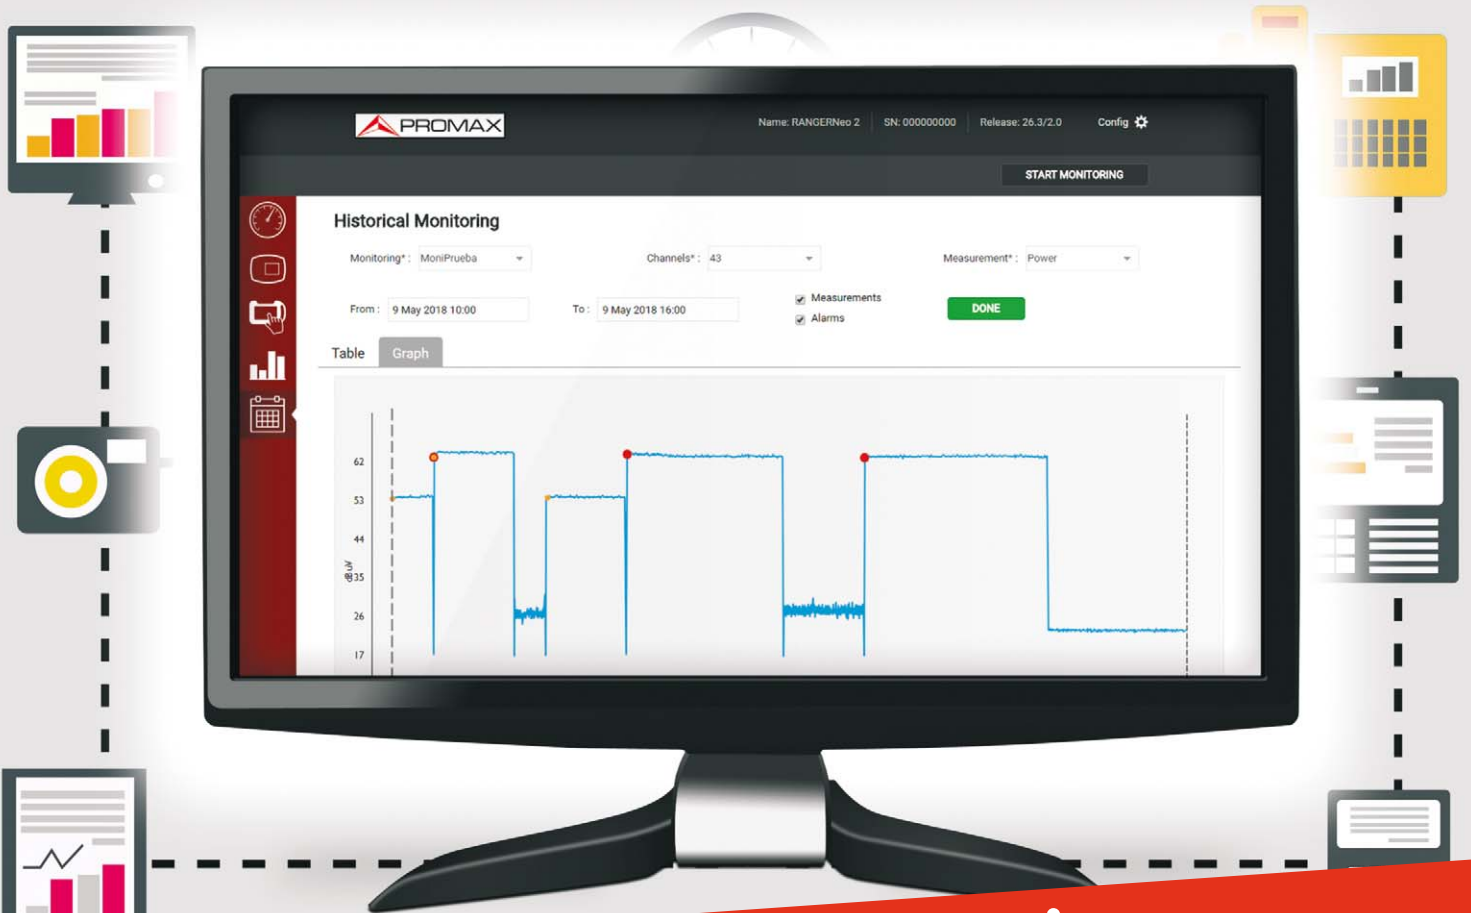 PROMAX
Name: RANGERNeo 2 SN: 000000000 Release: 26.3/2.0 Config
START MONITORING
Historical Monitoring
Monitoring* : MoniPrueba Channels* : 43 Measurement* : Power
From : 9 May 2018 10:00 To : 9 May 2018 16:00 Measurements DONE
Alarms
Table Graph
62
53
44
dBuV
35
26
17